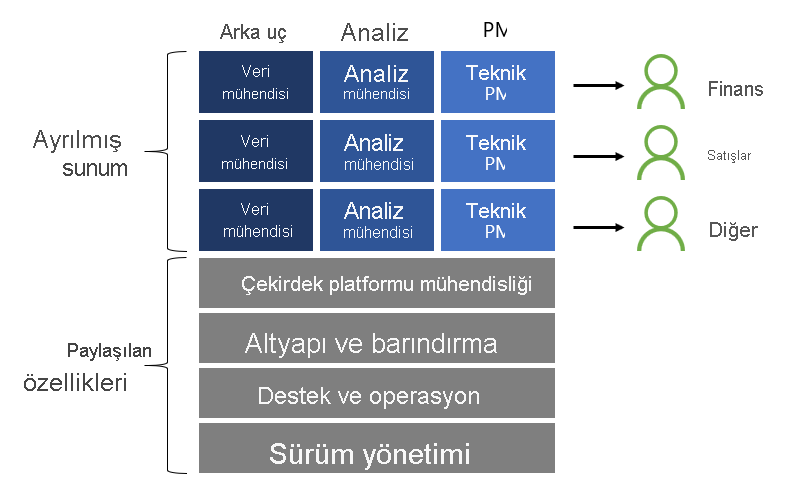 Arka uç
Analiz
PM
Veri
mühendisi
Analiz
mühendisi
Teknik
PM
Finans
Ayrılmış
sunum
Veri
mühendisi
Analiz
mühendisi
Teknik
PM
Satışlar
Veri
mühendisi
Analiz
mühendisi
Teknik
PM
Diğer
Paylaşılan
özellikleri
Çekirdek platformu mühendisliği
Altyapı ve barındırma
Destek ve operasyon
Sürüm yönetimi